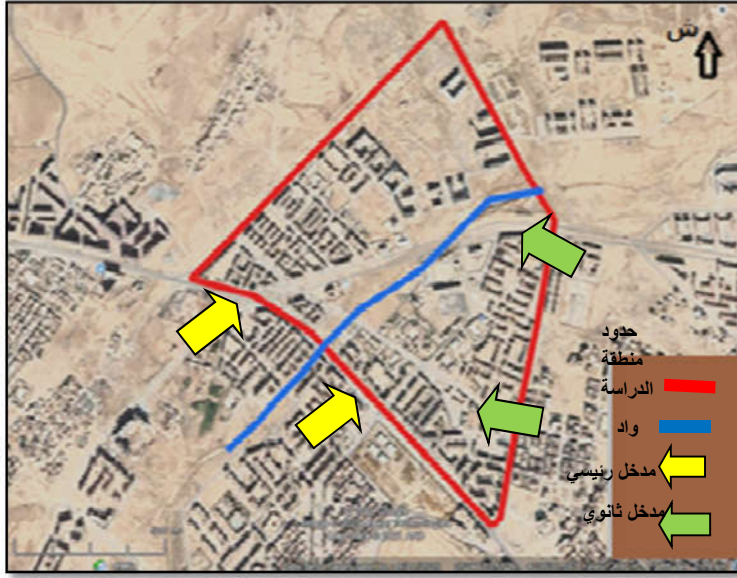 ش
حدود
منطقة
الدراسة
واد
مدخل رئيسي
مدخل ثانوي